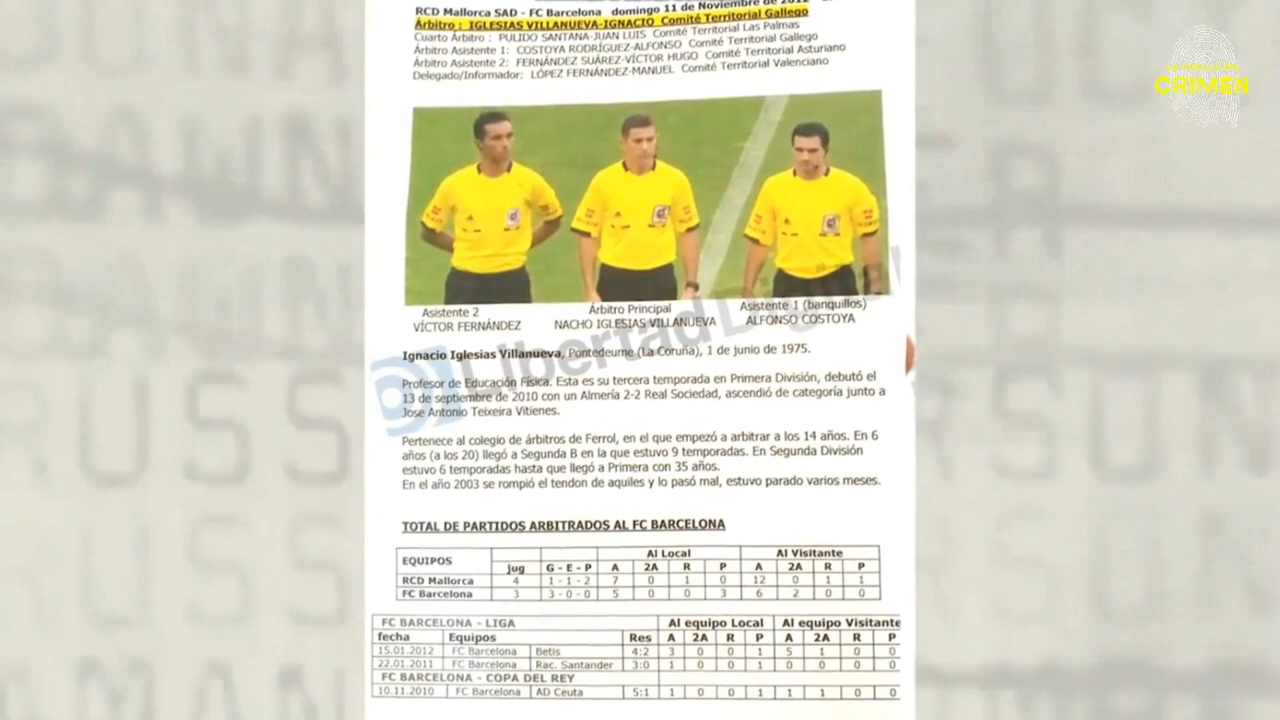 RCD Mallorca SAD - FC Barcelona domingo 11 de Noviembre de 2012
Árbitro : IGLESIAS VILLANUEVA-IGNACIO Comité Territorial Gallego
Cuarto Árbitro : PULIDO SANTANA-JUAN LUIS Comité Territorial Las Palmas
Árbitro Asistente 1: COSTOYA RODRÍGUEZ-ALFONSO Comité Territorial Gallego
Árbitro Asistente 2: FERNÁNDEZ SUÁREZ-VÍCTOR HUGO Comité Territorial Asturiano
Delegado/Informador: LÓPEZ FERNÁNDEZ-MANUEL Comité Territorial Valenciano
CRIMEN
Asistente 2 Árbitro Principal Asistente 1 (banquillos)
VÍCTOR FERNÁNDEZ NACHO IGLESIAS VILLANUEVA ALFONSO COSTOYA
Libertad Digital
Ignacio Iglesias Villanueva, Pontedeume (La Coruña), 1 de junio de 1975.
Profesor de Educación Física. Esta es su tercera temporada en Primera División, debutó el
13 de septiembre de 2010 con un Almería 2-2 Real Sociedad, ascendió de categoría junto a
Jose Antonio Teixeira Vitienes.
Pertenece al colegio de árbitros de Ferrol, en el que empezó a arbitrar a los 14 años. En 6
años (a los 20) llegó a Segunda B en la que estuvo 9 temporadas. En Segunda División
estuvo 6 temporadas hasta que llegó a Primera con 35 años.
En el año 2003 se rompió el tendon de aquiles y lo pasó mal, estuvo parado varios meses.
TOTAL DE PARTIDOS ARBITRADOS AL FC BARCELONA
EQUIPOS Al Local Al Visitante
jug G - E - P A 2A R P A 2A R P
RCD Mallorca 4 1 - 1 - 2 7 0 1 0 12 0 1 1
FC Barcelona 3 3 - 0 - 0 5 0 0 3 6 2 0 0
FC BARCELONA - LIGA Al equipo Local Al equipo Visitante
fecha Equipos Res A 2A R P A 2A R P
15.01.2012 FC Barcelona Betis 4:2 3 0 0 1 5 1 0 0
22.01.2011 FC Barcelona Rac. Santander 3:0 1 0 0 1 0 0 0 0
FC BARCELONA - COPA DEL REY
10.11.2010 FC Barcelona AD Ceuta 5:1 1 0 0 1 1 1 0 0